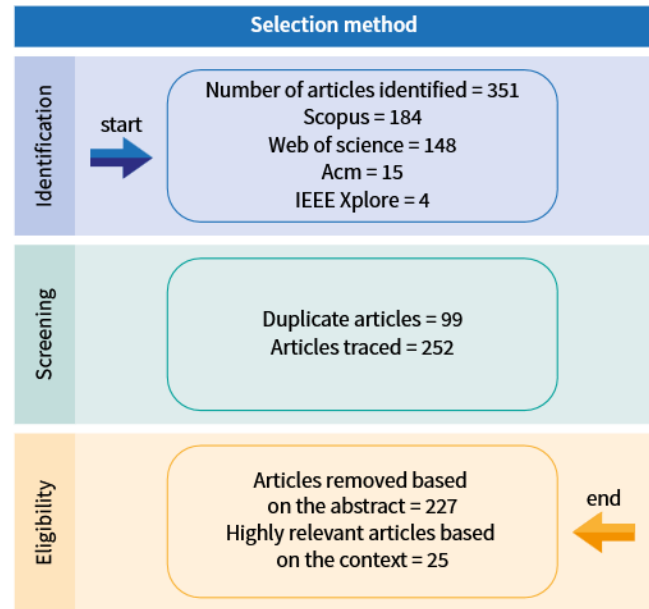 Selection method
Identification
start
Number of articles identified = 351
Scopus = 184
Web of science = 148
Acm = 15
IEEE Xplore = 4
Screening
Duplicate articles = 99
Articles traced = 252
Eligibility
Articles removed based
on the abstract = 227
Highly relevant articles based
on the context = 25
end